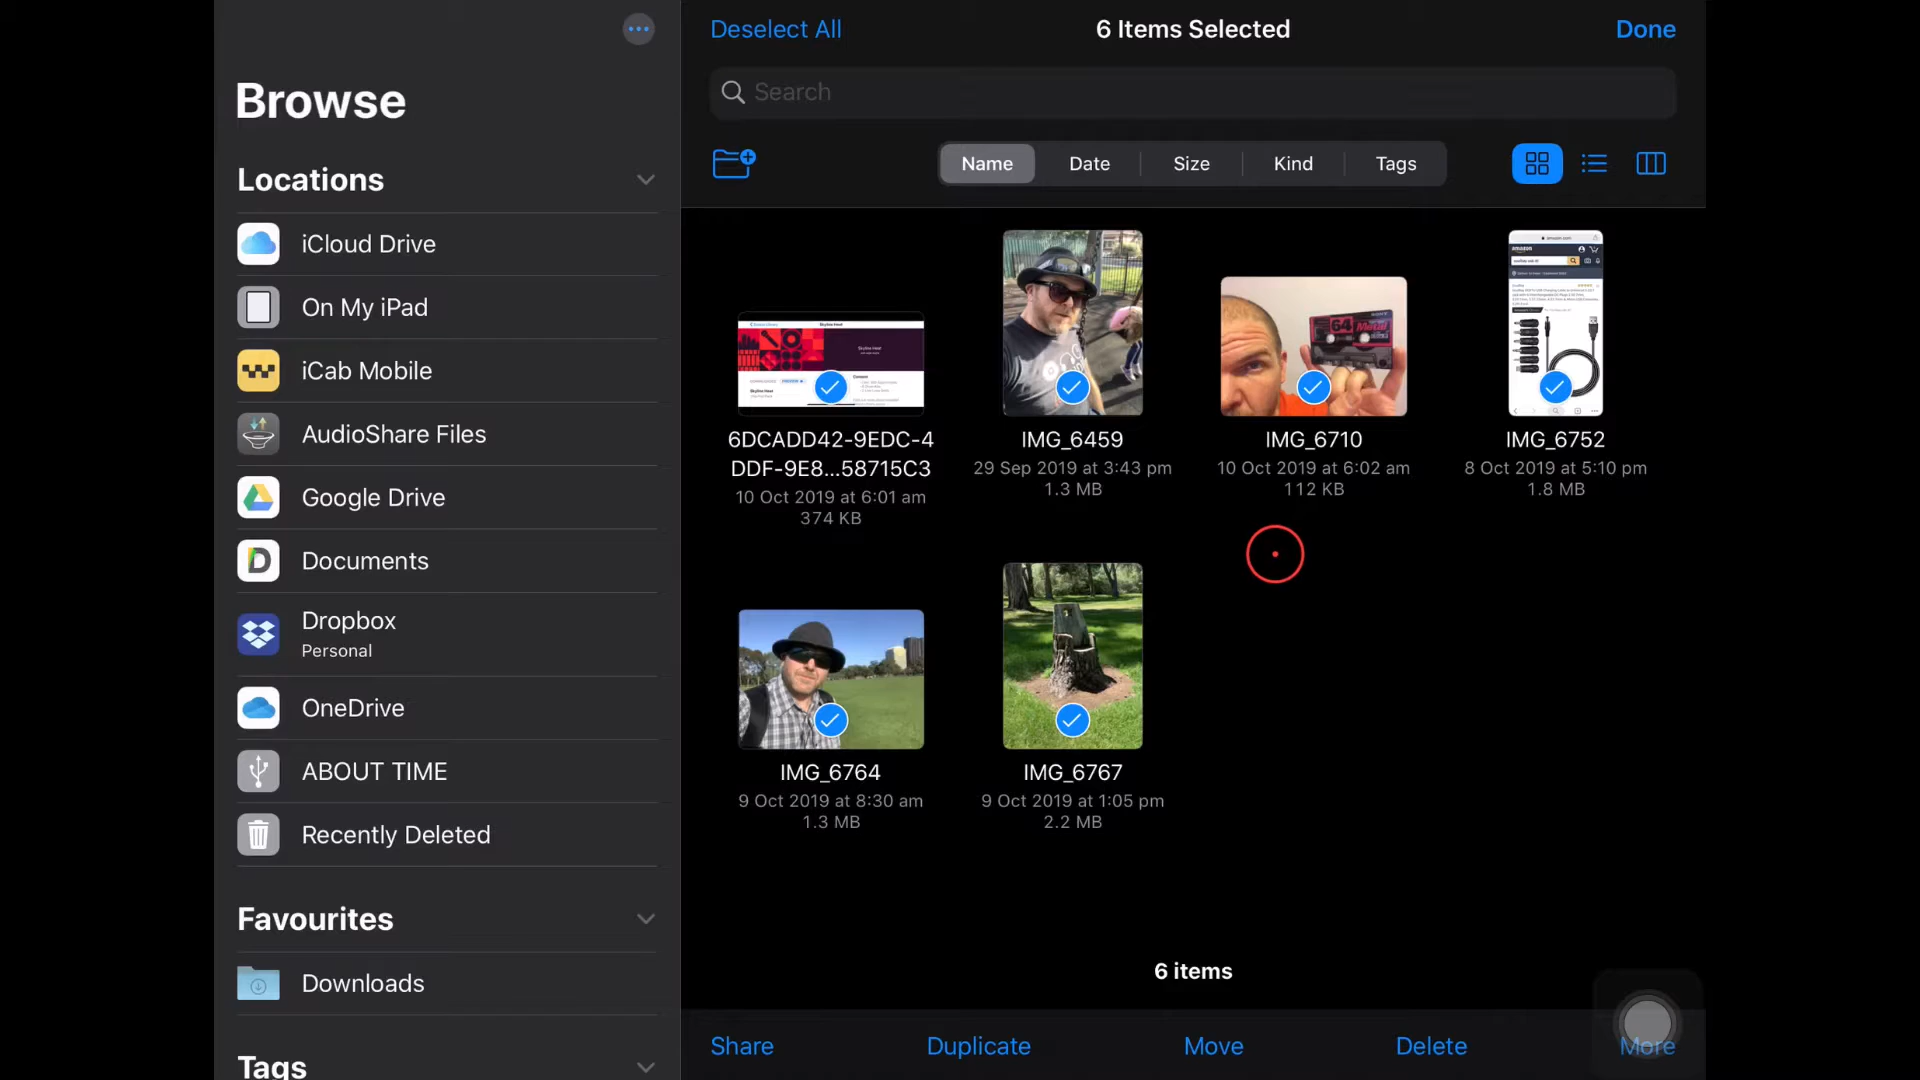 Browse
Locations
iCloud Drive
On My iPad
iCab Mobile
AudioShare Files
Google Drive
Documents
Dropbox
Personal
OneDrive
ABOUT TIME
Recently Deleted
Favourites
Downloads
Tags
Deselect All
6 Items Selected
Done
Search
Name
Date
Size
Kind
Tags
6DCADD42-9EDC-4
DDF-9E8...58715C3
10 Oct 2019 at 6:01 am
374 KB
IMG_6459
29 Sep 2019 at 3:43 pm
1.3 MB
64
Metal
IMG_6710
10 Oct 2019 at 6:02 am
112 KB
amazon
IMG_6752
8 Oct 2019 at 5:10 pm
1.8 MB
IMG_6764
9 Oct 2019 at 8:30 am
1.3 MB
IMG_6767
9 Oct 2019 at 1:05 pm
2.2 MB
6 items
Share
Duplicate
Move
Delete
More